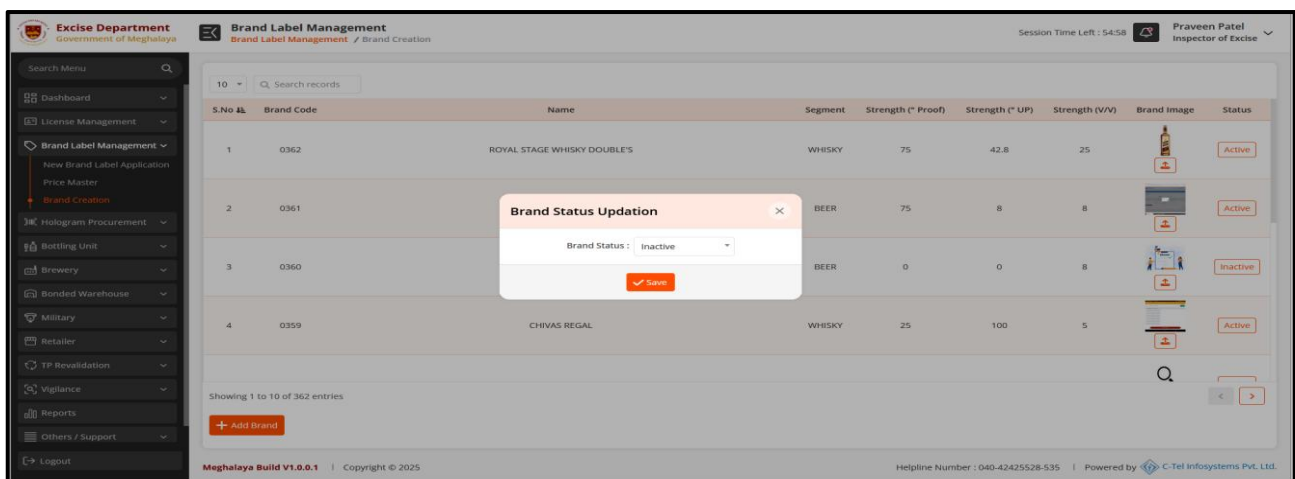 Excise Department
Government of Meghalaya
Brand Label Management
Brand Label Management / Brand Creation
Session Time Left : 54:58
Praveen Patel
Inspector of Excise
Search Menu
Dashboard
License Management
Brand Label Management
New Brand Label Application
Price Master
Brand Creation
Hologram Procurement
Bottling Unit
Brewery
Bonded Warehouse
Military
Retailer
TP Revalidation
Vigilance
Reports
Others / Support
Logout
10 Search records
S.No Brand Code Name Segment Strength (° Proof) Strength (° UP) Strength (V/V) Brand Image Status
1 0362 ROYAL STAGE WHISKY DOUBLE'S WHISKY 75 42.8 25 Active
2 0361 BEER 75 8 8 Active
3 0360 BEER 0 0 8 Inactive
4 0359 CHIVAS REGAL WHISKY 25 100 5 Active
Brand Status Updation
Brand Status : Inactive
Save
Showing 1 to 10 of 362 entries
Add Brand
Meghalaya Build V1.0.0.1 | Copyright © 2025
Helpline Number : 040-42425528-535 | Powered by C-Tel Infosystems Pvt. Ltd.